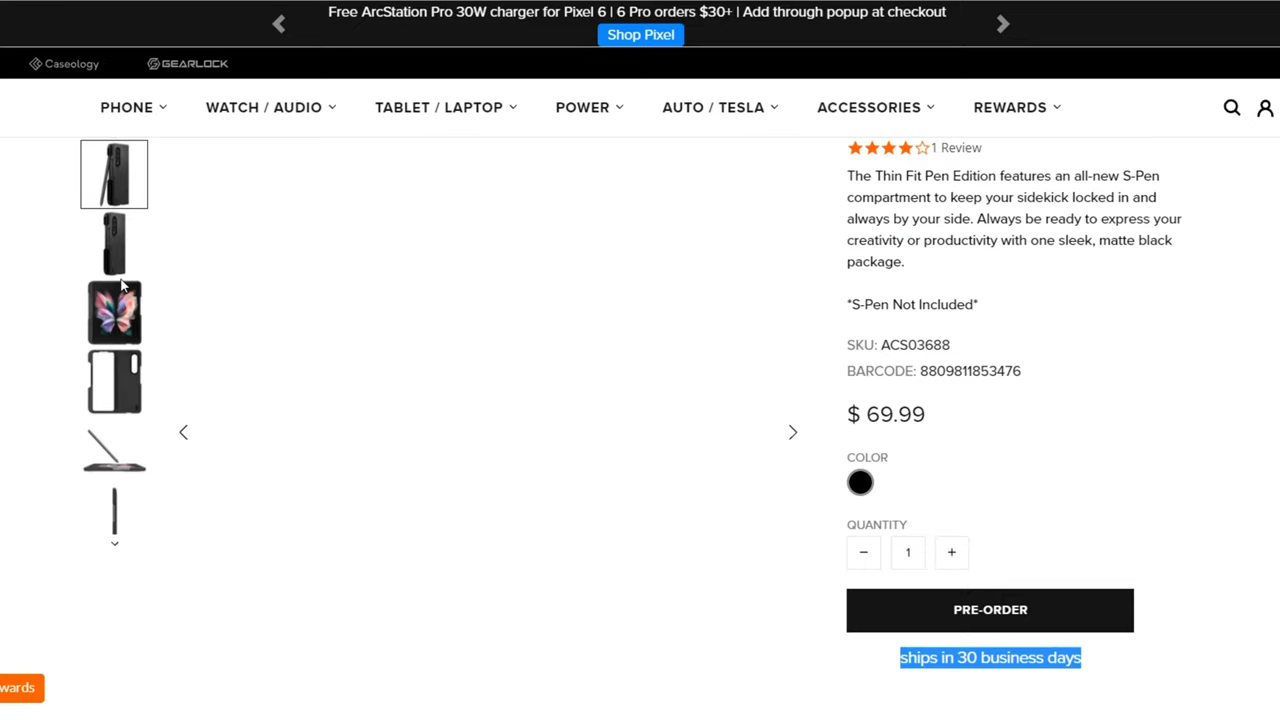 Free ArcStation Pro 30W charger for Pixel 6 | 6 Pro orders $30+ | Add through popup at checkout
Shop Pixel
Caseology
GEARLOCK
PHONE
WATCH / AUDIO
TABLET / LAPTOP
POWER
AUTO / TESLA
ACCESSORIES
REWARDS
1 Review
The Thin Fit Pen Edition features an all-new S-Pen
compartment to keep your sidekick locked in and
always by your side. Always be ready to express your
creativity or productivity with one sleek, matte black
package.
*S-Pen Not Included*
SKU: ACS03688
BARCODE: 8809811853476
$ 69.99
COLOR
QUANTITY
− 1 +
PRE-ORDER
ships in 30 business days
wards